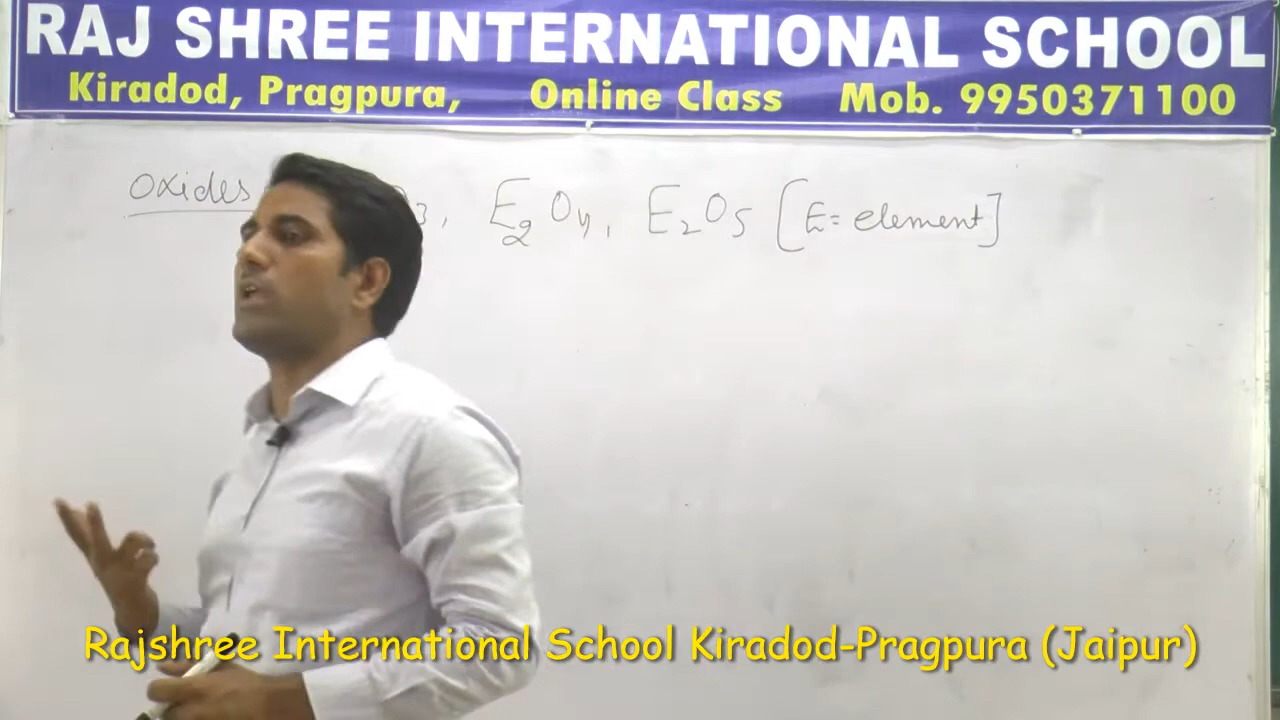 RAJ SHREE INTERNATIONAL SCHOOL
Kiradod, Pragpura, Online Class Mob. 9950371100
Oxides 3, E₂O₄, E₂O₅ [E = element]
Rajshree International School Kiradod-Pragpura (Jaipur)